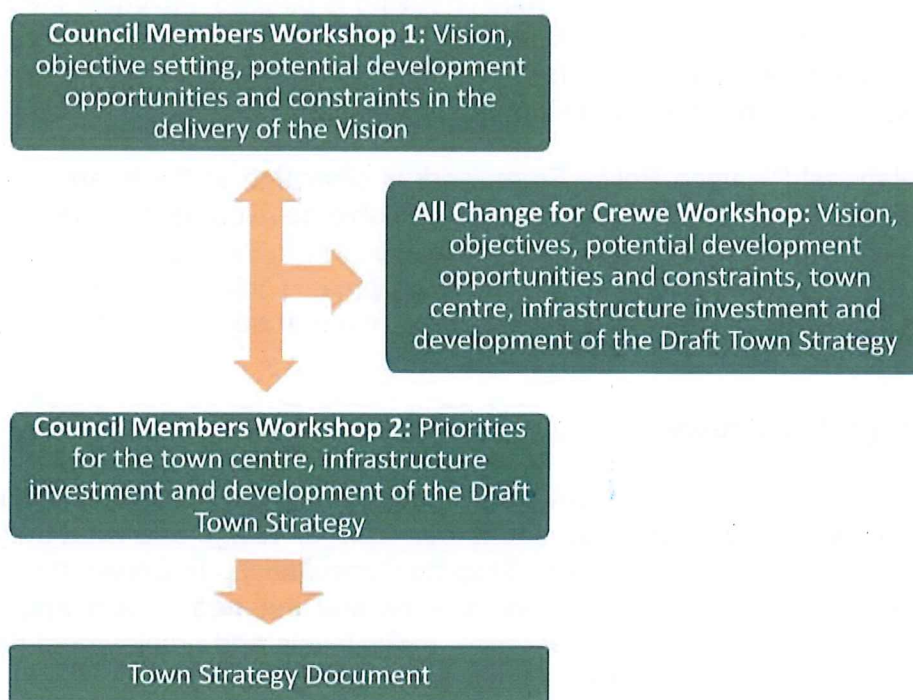 Council Members Workshop 1: Vision,
objective setting, potential development
opportunities and constraints in the
delivery of the Vision
All Change for Crewe Workshop: Vision,
objectives, potential development
opportunities and constraints, town
centre, infrastructure investment and
development of the Draft Town Strategy
Council Members Workshop 2: Priorities
for the town centre, infrastructure
investment and development of the Draft
Town Strategy
Town Strategy Document